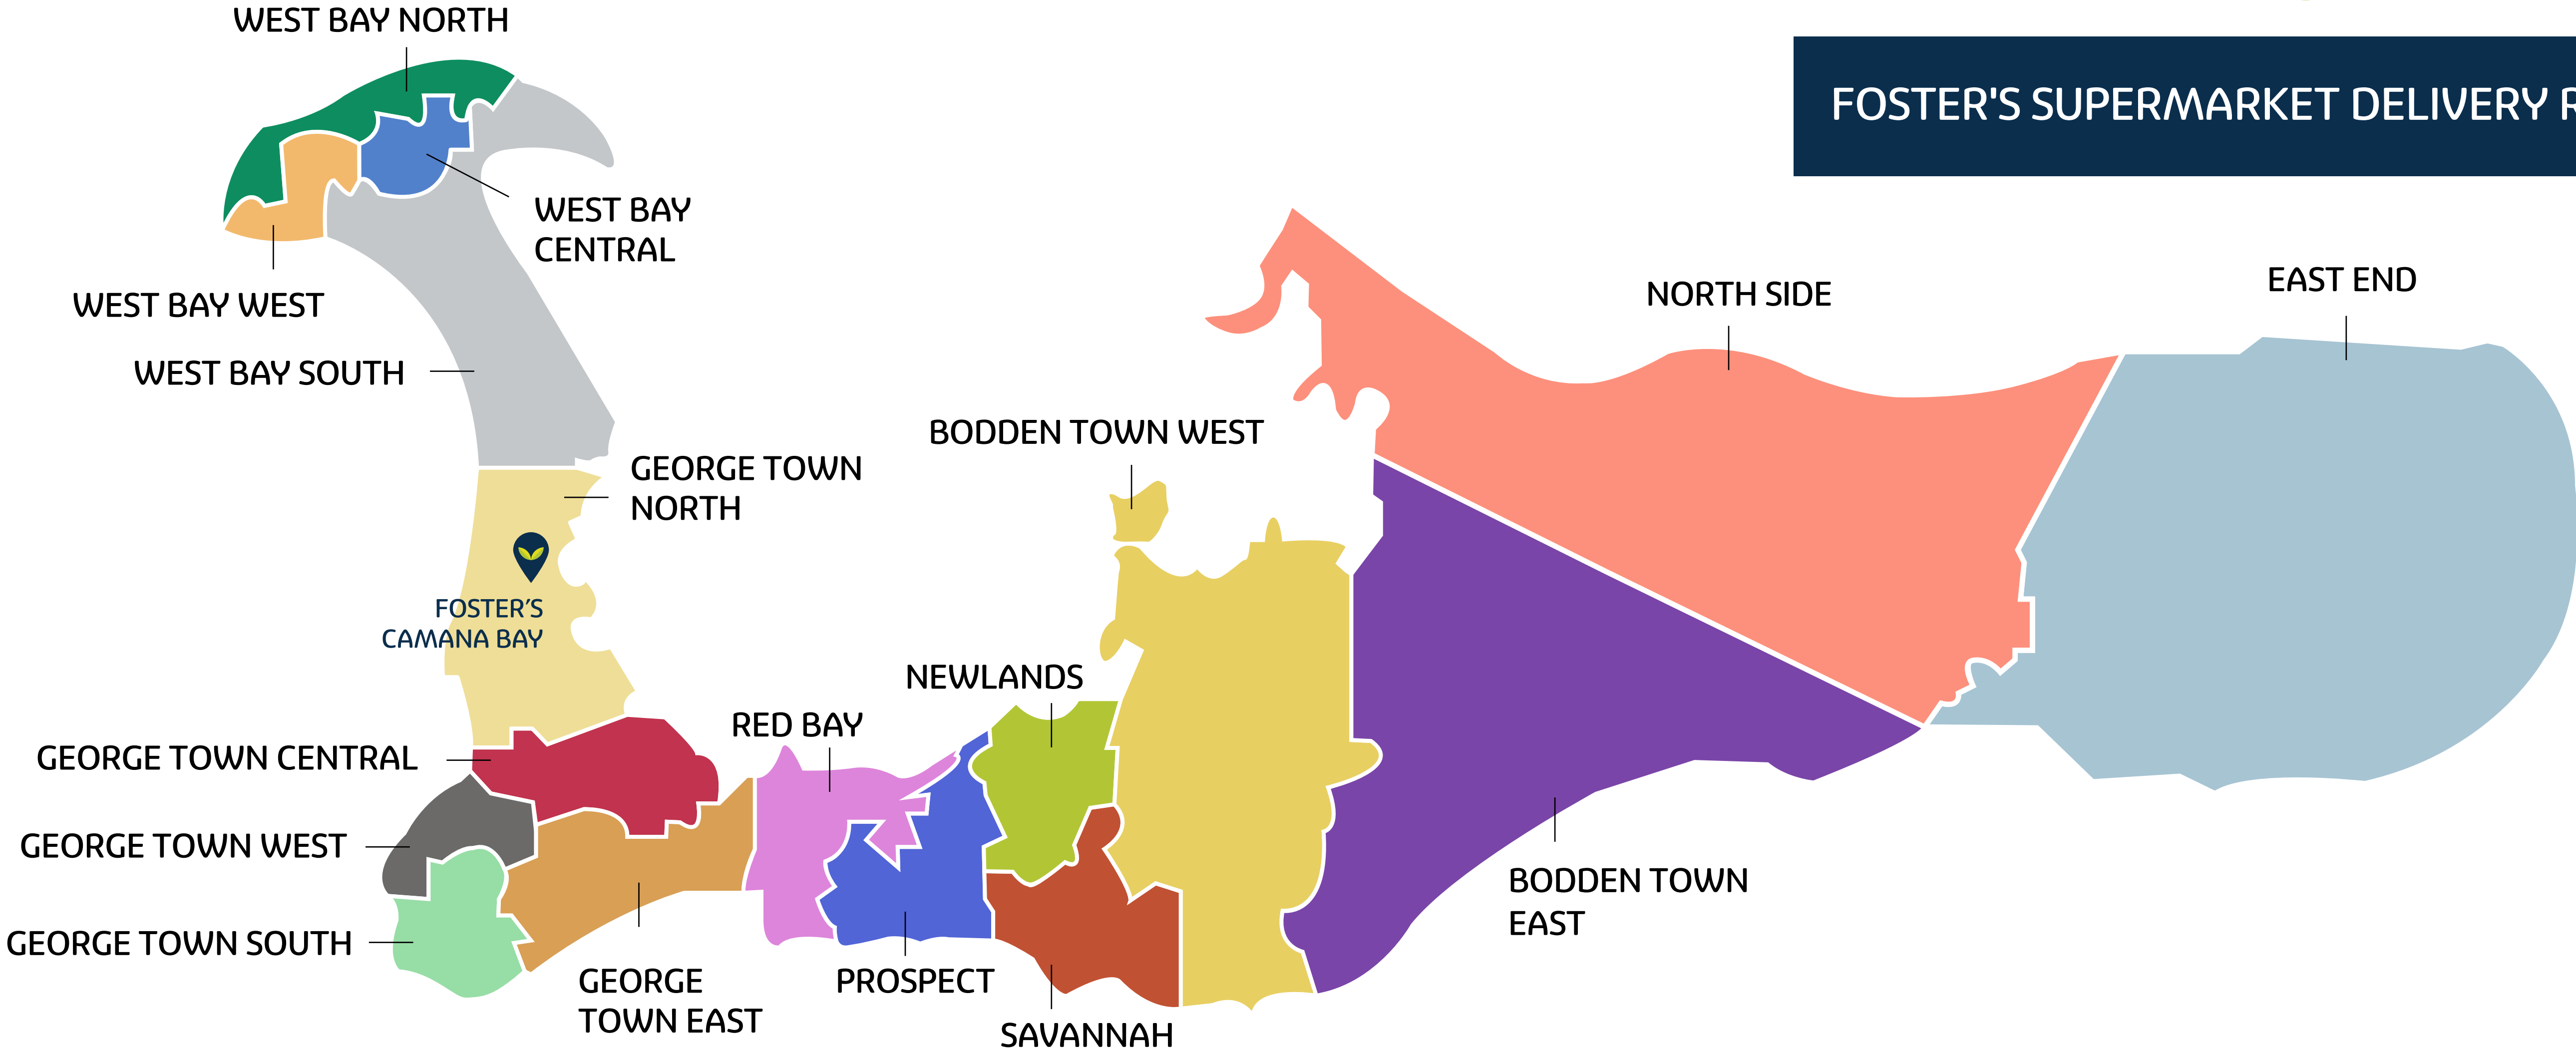 WEST BAY NORTH
FOSTER'S SUPERMARKET DELIVERY
WEST BAY
CENTRAL
WEST BAY WEST
WEST BAY SOUTH
NORTH SIDE
EAST END
BODDEN TOWN WEST
GEORGE TOWN
NORTH
FOSTER'S
CAMANA BAY
NEWLANDS
RED BAY
GEORGE TOWN CENTRAL
GEORGE TOWN WEST
GEORGE TOWN SOUTH
BODDEN TOWN
EAST
GEORGE
TOWN EAST
PROSPECT
SAVANNAH